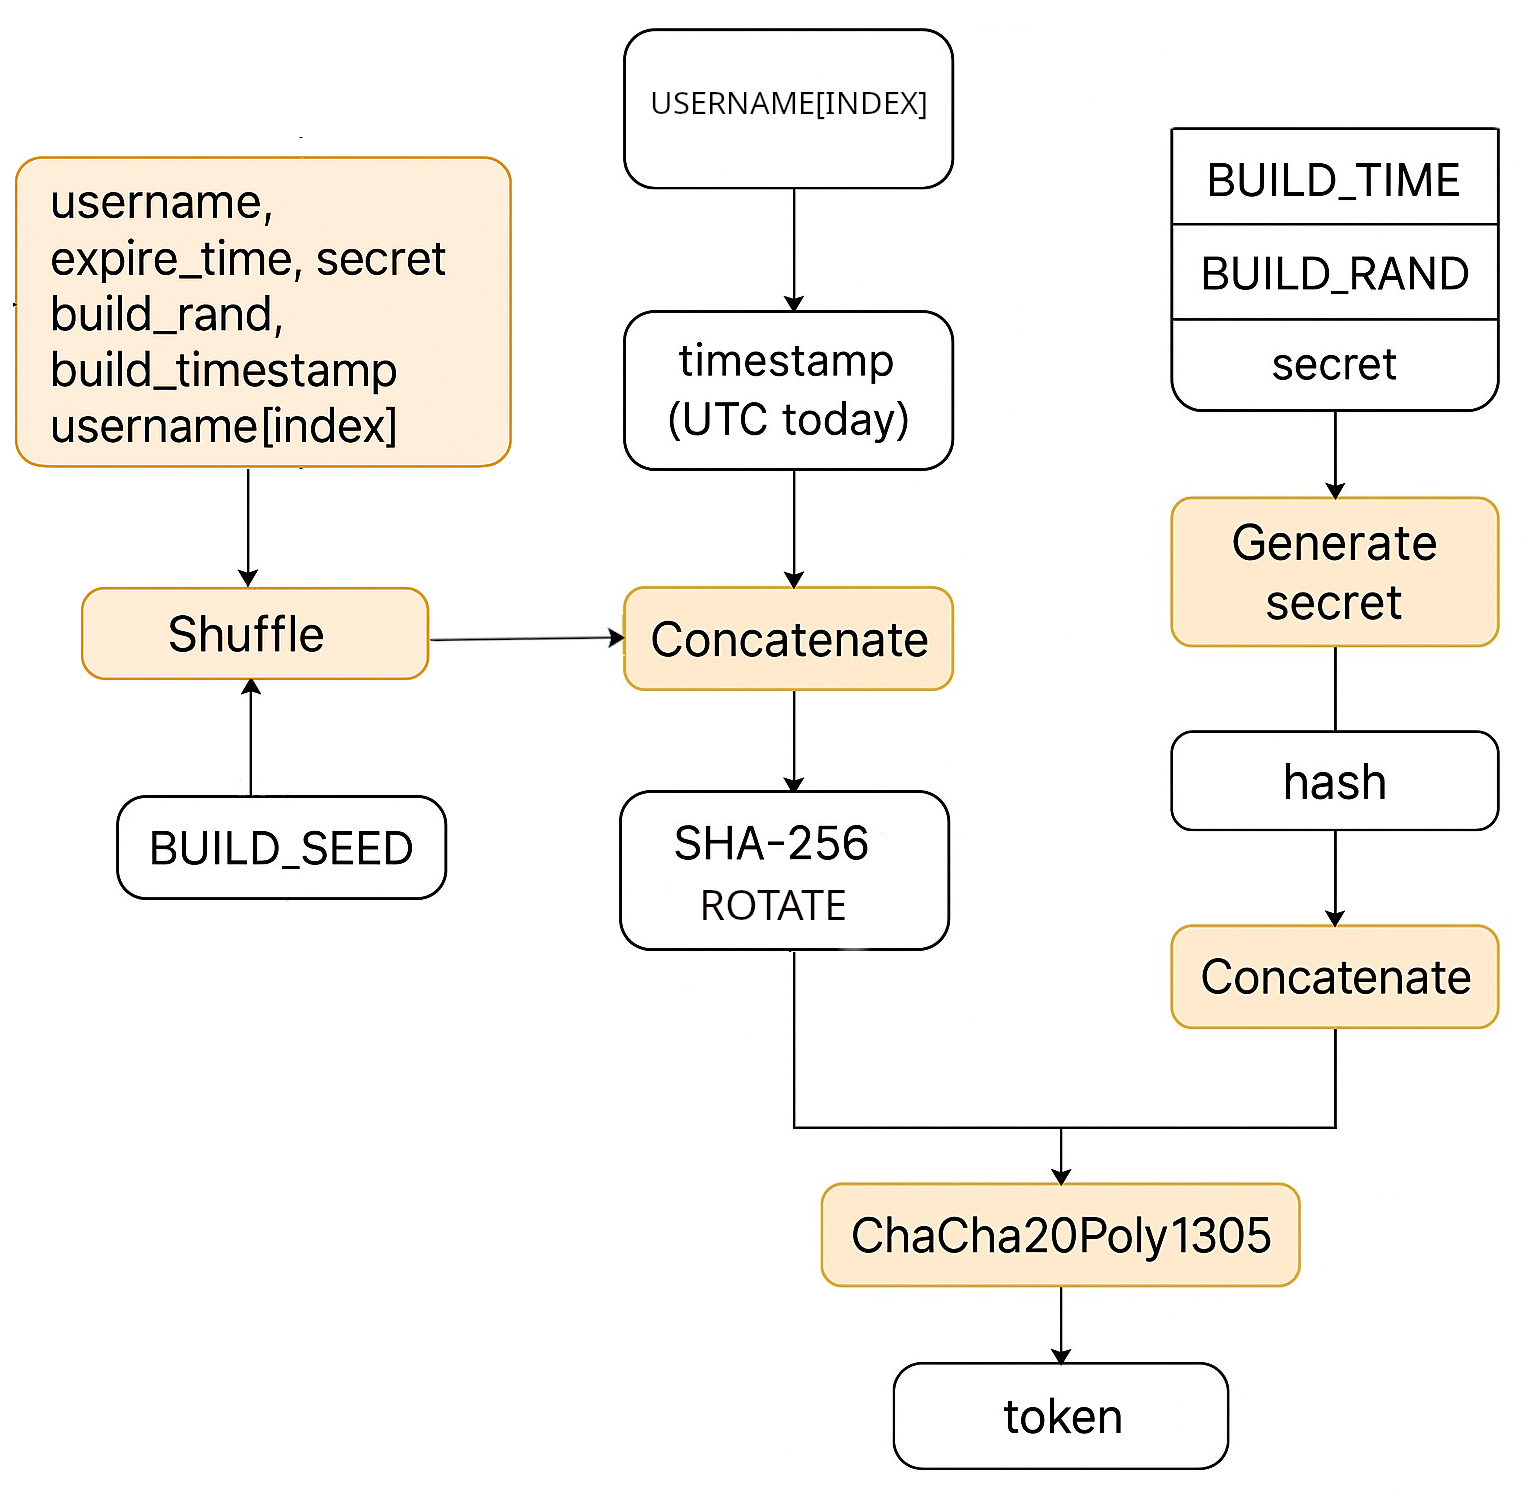 USERNAME[INDEX]
username,
expire_time, secret
build_rand,
build_timestamp
username[index]
timestamp
(UTC today)
BUILD_TIME
BUILD_RAND
secret
Generate
secret
Shuffle
Concatenate
hash
BUILD_SEED
SHA-256
ROTATE
Concatenate
ChaCha20Poly1305
token